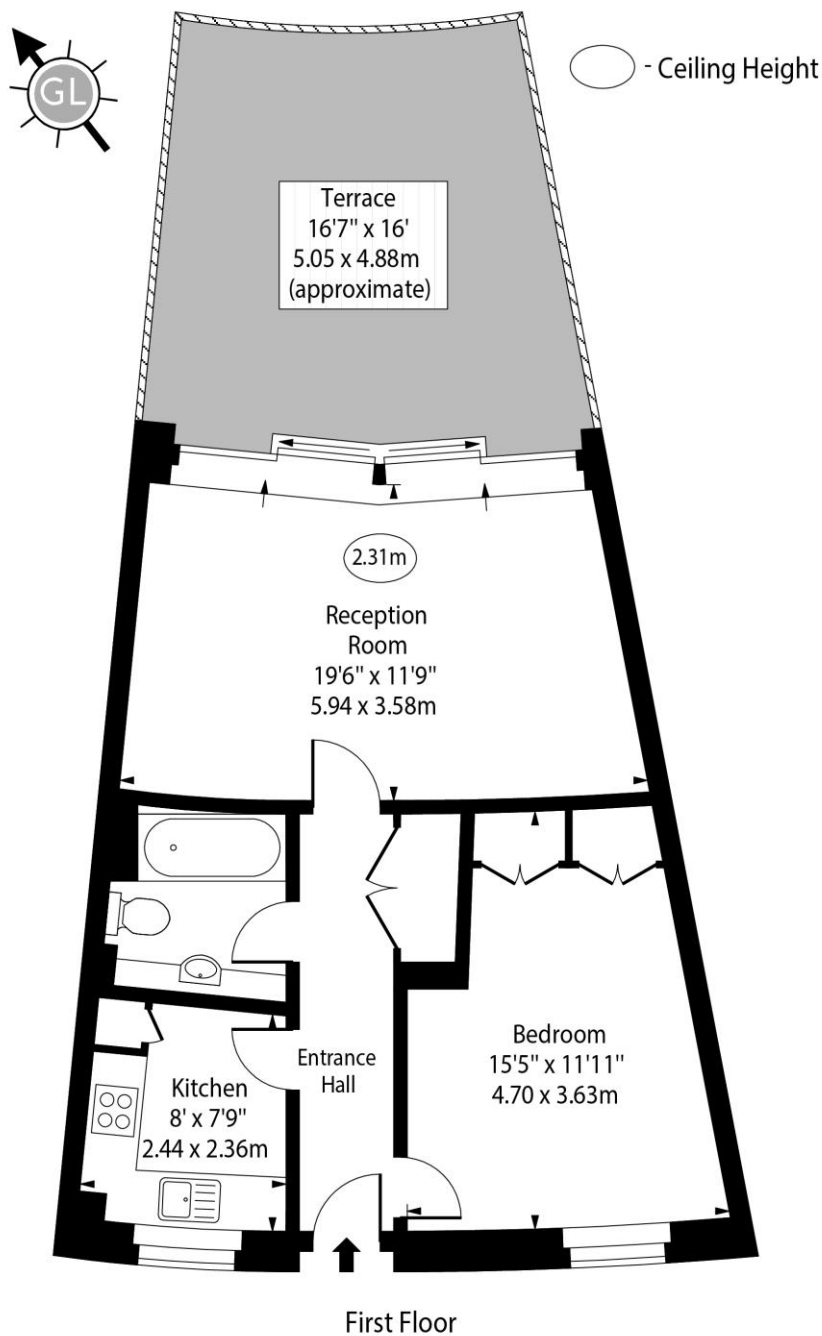 GL
- Ceiling Height
Terrace
16'7" x 16'
5.05 x 4.88m
(approximate)
2.31m
Reception
Room
19'6" x 11'9"
5.94 x 3.58m
Entrance
Hall
Bedroom
15'5" x 11'11"
4.70 x 3.63m
Kitchen
8' x 7'9"
2.44 x 2.36m
First Floor